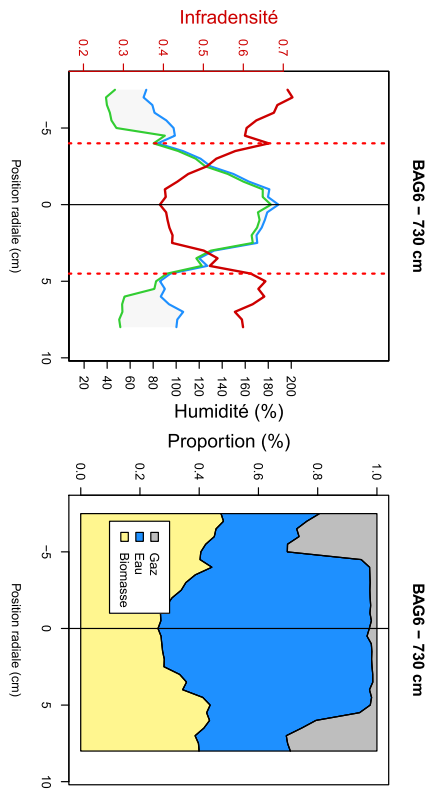 Infradensité
0.2 0.3 0.4 0.5 0.6 0.7
BAG6 − 730 cm
−5 0 5 10
Position radiale (cm)
20 40 60 80 100 120 140 160 180 200
Humidité (%)
Proportion (%)
0.0 0.2 0.4 0.6 0.8 1.0
BAG6 − 730 cm
Gaz
Eau
Biomasse
−5 0 5 10
Position radiale (cm)